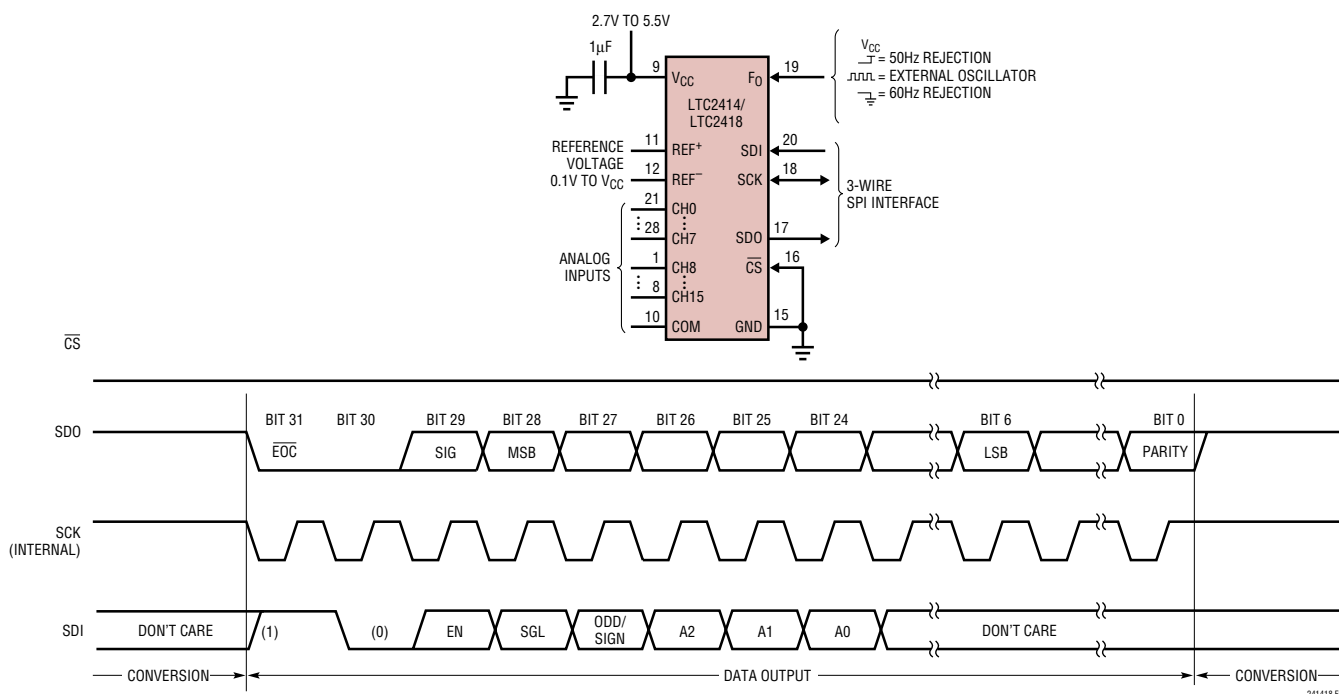 2.7V TO 5.5V
1µF
9 VCC FO 19
VCC
= 50Hz REJECTION
= EXTERNAL OSCILLATOR
= 60Hz REJECTION
LTC2414/
LTC2418
REFERENCE
VOLTAGE
0.1V TO VCC
11 REF+ SDI 20
12 REF– SCK 18
3-WIRE
SPI INTERFACE
21 CH0
28 CH7 SDO 17
ANALOG
INPUTS
1 CH8 CS 16
8 CH15
10 COM GND 15
CS
BIT 31 BIT 30 BIT 29 BIT 28 BIT 27 BIT 26 BIT 25 BIT 24 BIT 6 BIT 0
SDO EOC SIG MSB LSB PARITY
SCK
(INTERNAL)
SDI DON'T CARE (1) (0) EN SGL ODD/
SIGN A2 A1 A0 DON'T CARE
CONVERSION DATA OUTPUT CONVERSION